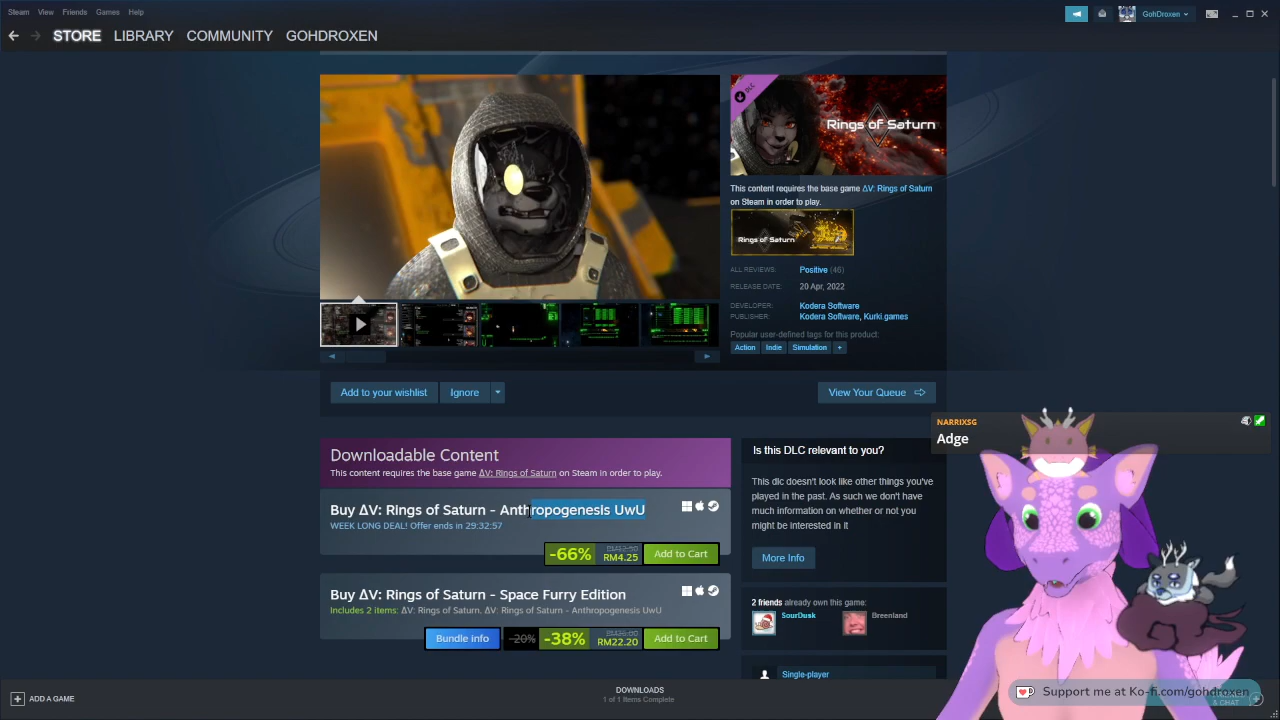 Steam View Friends Games Help
GohDroxen
STORE LIBRARY COMMUNITY GOHDROXEN
DLC
Rings of Saturn
This content requires the base game ΔV: Rings of Saturn
on Steam in order to play.
Rings of Saturn
ALL REVIEWS: Positive (46)
RELEASE DATE: 20 Apr, 2022
DEVELOPER: Kodera Software
PUBLISHER: Kodera Software, Kurki.games
Popular user-defined tags for this product:
Action Indie Simulation +
Add to your wishlist Ignore
View Your Queue
NARRIXSG
Adge
Downloadable Content
This content requires the base game ΔV: Rings of Saturn on Steam in order to play.
Buy ΔV: Rings of Saturn - Anthropogenesis UwU
WEEK LONG DEAL! Offer ends in 29:32:57
-66% RM4.25 Add to Cart
Buy ΔV: Rings of Saturn - Space Furry Edition
Includes 2 items: ΔV: Rings of Saturn, ΔV: Rings of Saturn - Anthropogenesis UwU
Bundle info -20% -38% RM22.20 Add to Cart
Is this DLC relevant to you?
This dlc doesn't look like other things you've
played in the past. As such we don't have
much information on whether or not you
might be interested in it
More Info
2 friends already own this game:
SourDusk Breenland
Single-player
Support me at Ko-fi.com/gohdroxen
ADD A GAME
DOWNLOADS
1 of 1 Items Complete
& CHAT